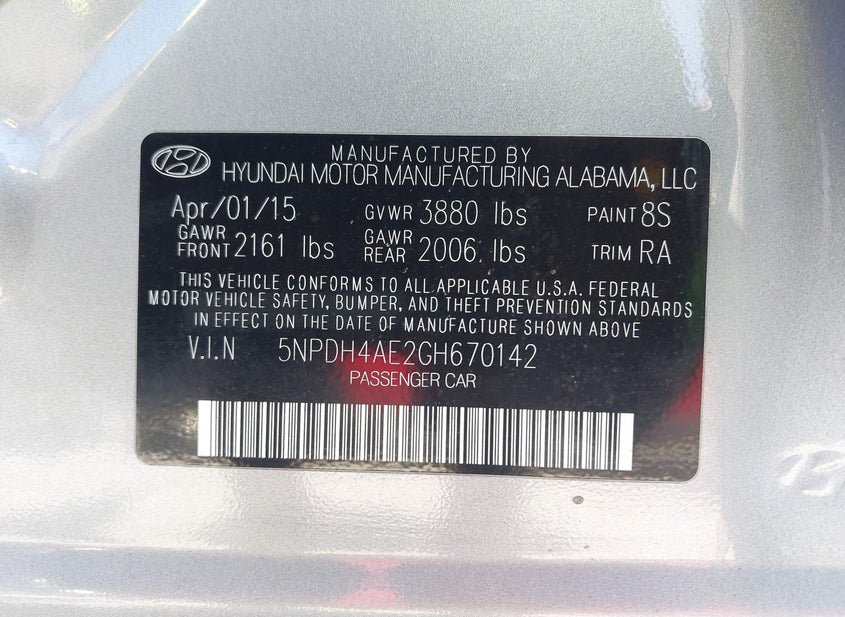 MANUFACTURED BY
HYUNDAI MOTOR MANUFACTURING ALABAMA, LLC
Apr/01/15 GVWR 3880 lbs PAINT 8S
GAWR FRONT 2161 lbs GAWR REAR 2006 lbs TRIM RA
THIS VEHICLE CONFORMS TO ALL APPLICABLE U.S.A. FEDERAL
MOTOR VEHICLE SAFETY, BUMPER, AND THEFT PREVENTION STANDARDS
IN EFFECT ON THE DATE OF MANUFACTURE SHOWN ABOVE
V.I.N 5NPDH4AE2GH670142
PASSENGER CAR